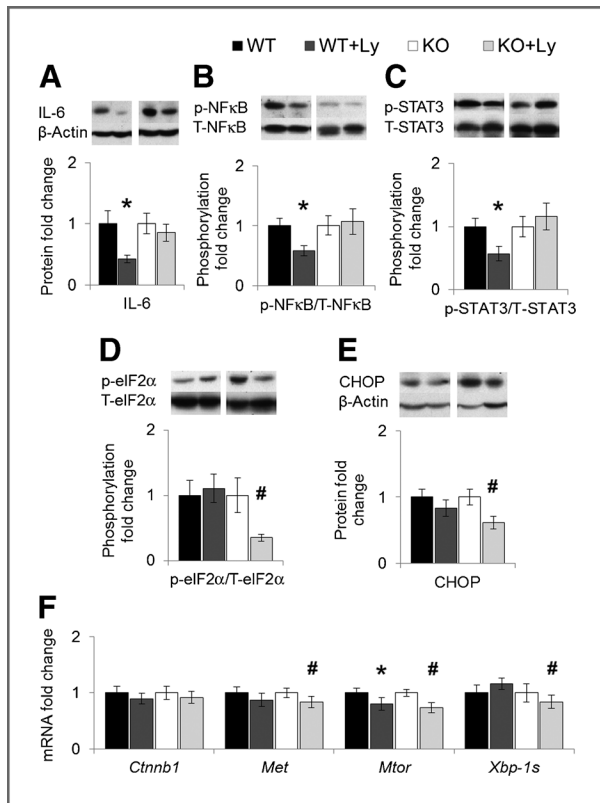 WT WT+Ly KO KO+Ly
A
IL-6
β-Actin
Protein fold change
2
1
*
0
IL-6
B
p-NFκB
T-NFκB
Phosphorylation
fold change
2
1
*
0
p-NFκB/T-NFκB
C
p-STAT3
T-STAT3
Phosphorylation
fold change
2
1
*
0
p-STAT3/T-STAT3
D
p-eIF2α
T-eIF2α
Phosphorylation
fold change
2
1
#
0
p-eIF2α/T-eIF2α
E
CHOP
β-Actin
Protein fold
change
2
1
#
0
CHOP
F
mRNA fold change
2
1
0
# * # #
Ctnnb1 Met Mtor Xbp-1s